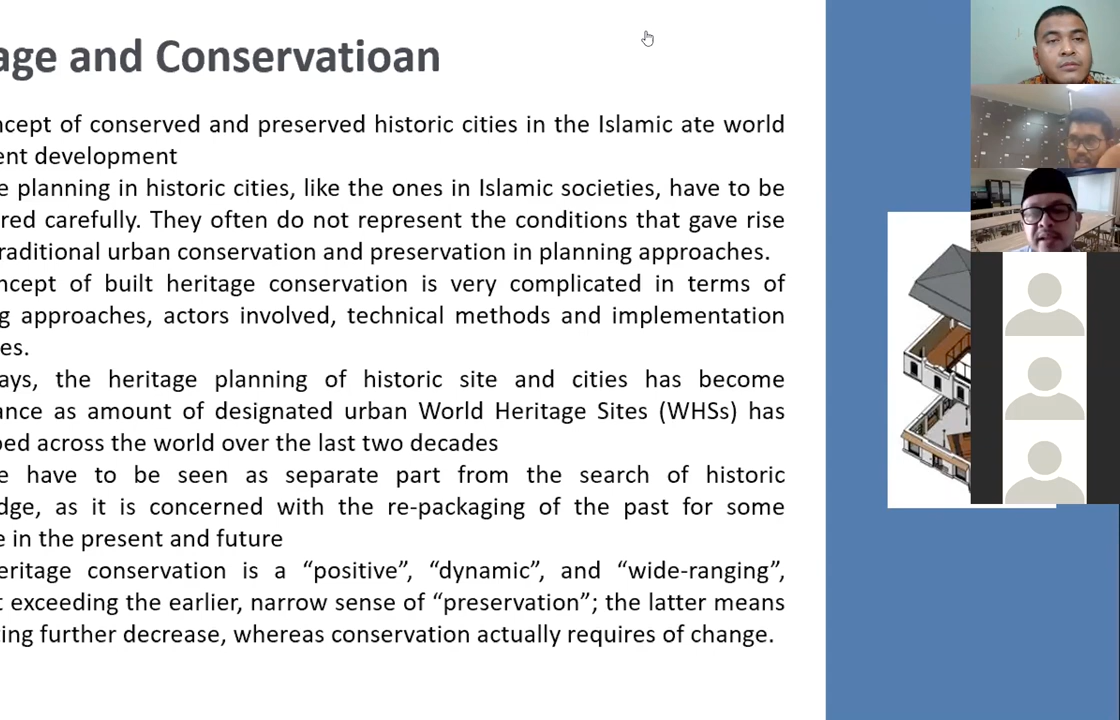 age and Conservatioan
ncept of conserved and preserved historic cities in the Islamic ate world
ent development
e planning in historic cities, like the ones in Islamic societies, have to be
red carefully. They often do not represent the conditions that gave rise
raditional urban conservation and preservation in planning approaches.
ncept of built heritage conservation is very complicated in terms of
g approaches, actors involved, technical methods and implementation
es.
ays, the heritage planning of historic site and cities has become
ance as amount of designated urban World Heritage Sites (WHSs) has
ped across the world over the last two decades
e have to be seen as separate part from the search of historic
dge, as it is concerned with the re-packaging of the past for some
e in the present and future
eritage conservation is a “positive”, “dynamic”, and “wide-ranging”,
t exceeding the earlier, narrow sense of “preservation”; the latter means
ting further decrease, whereas conservation actually requires of change.